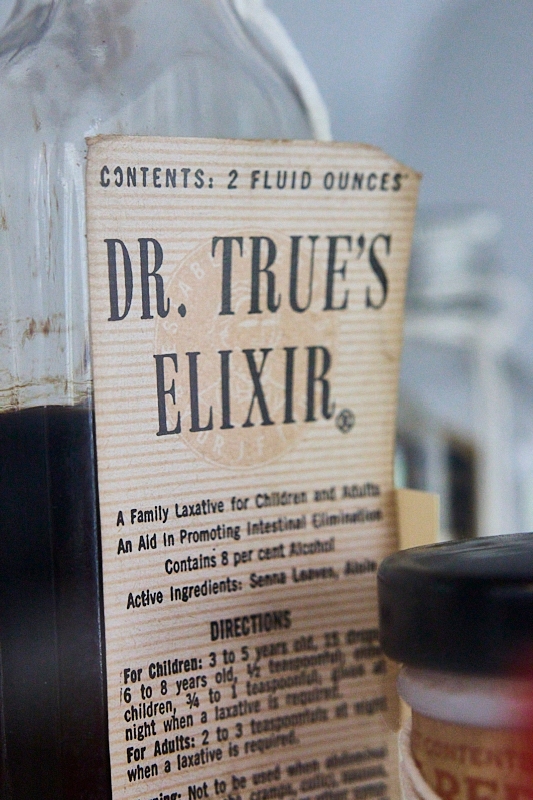 CONTENTS: 2 FLUID OUNCES
DR. TRUE'S
ELIXIR®
A Family Laxative for Children and Adults
An Aid In Promoting Intestinal Elimination
Contains 8 per cent Alcohol
Active Ingredients: Senna Leaves,
DIRECTIONS
For Children: 3 to 5 years old, 15 drops
6 to 8 years old, ½ teaspoonful;
children, ¾ to 1 teaspoonful;
night when a laxative is required.
For Adults: 2 to 3 teaspoonfuls at night
when a laxative is required.
Not to be used when abdominal
cramps, colic, nausea,
CONTENTS